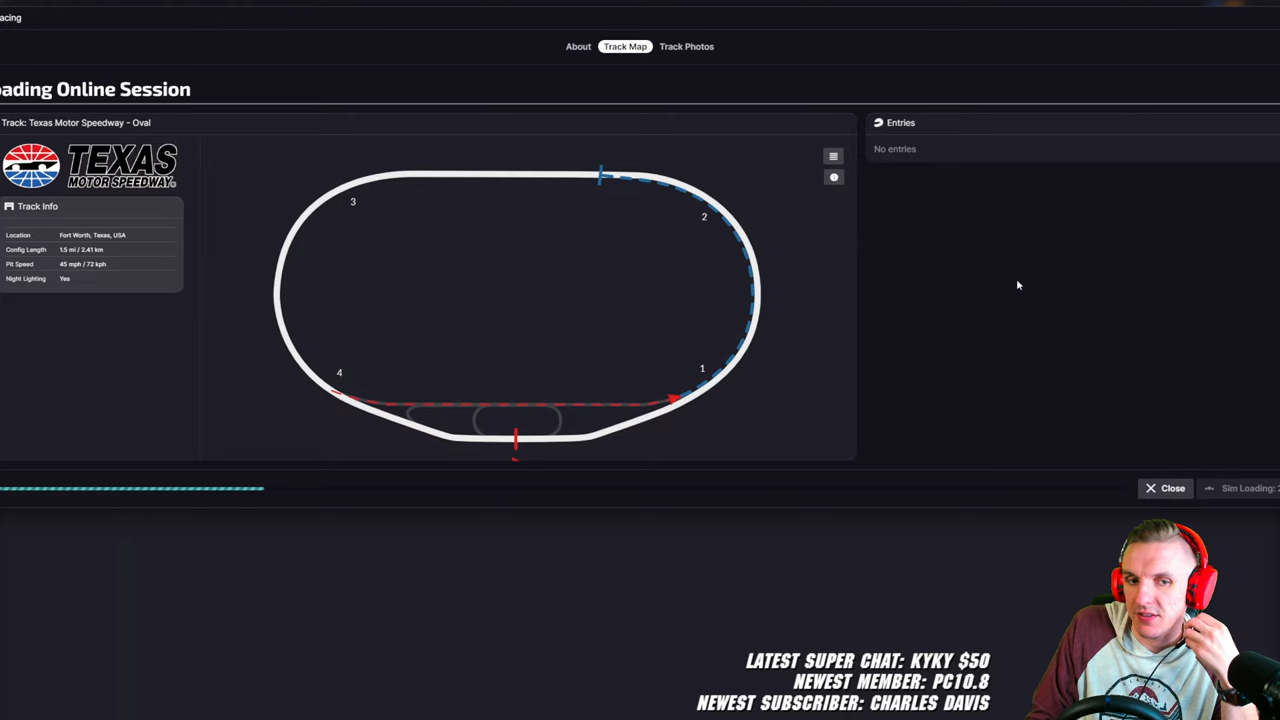 acing
About Track Map Track Photos
oading Online Session
Track: Texas Motor Speedway - Oval
Entries
No entries
TEXAS
MOTOR SPEEDWAY
Track Info
Location Fort Worth, Texas, USA
Config Length 1.5 mi / 2.41 km
Pit Speed 45 mph / 72 kph
Night Lighting Yes
3
2
4
1
Close
Sim Loading: 2
LATEST SUPER CHAT: KYKY $50
NEWEST MEMBER: PC10.8
NEWEST SUBSCRIBER: CHARLES DAVIS